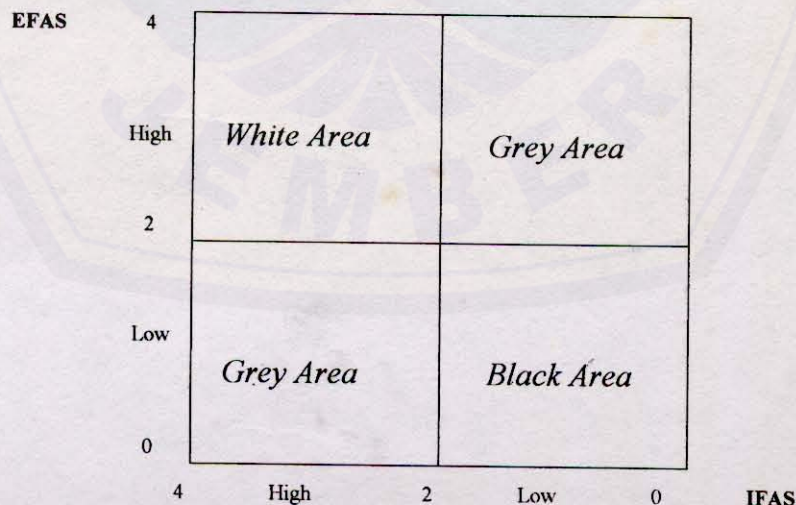 EFAS 4
High White Area Grey Area
2
Low
Grey Area Black Area
0
4 High 2 Low 0 IFAS
EMBER